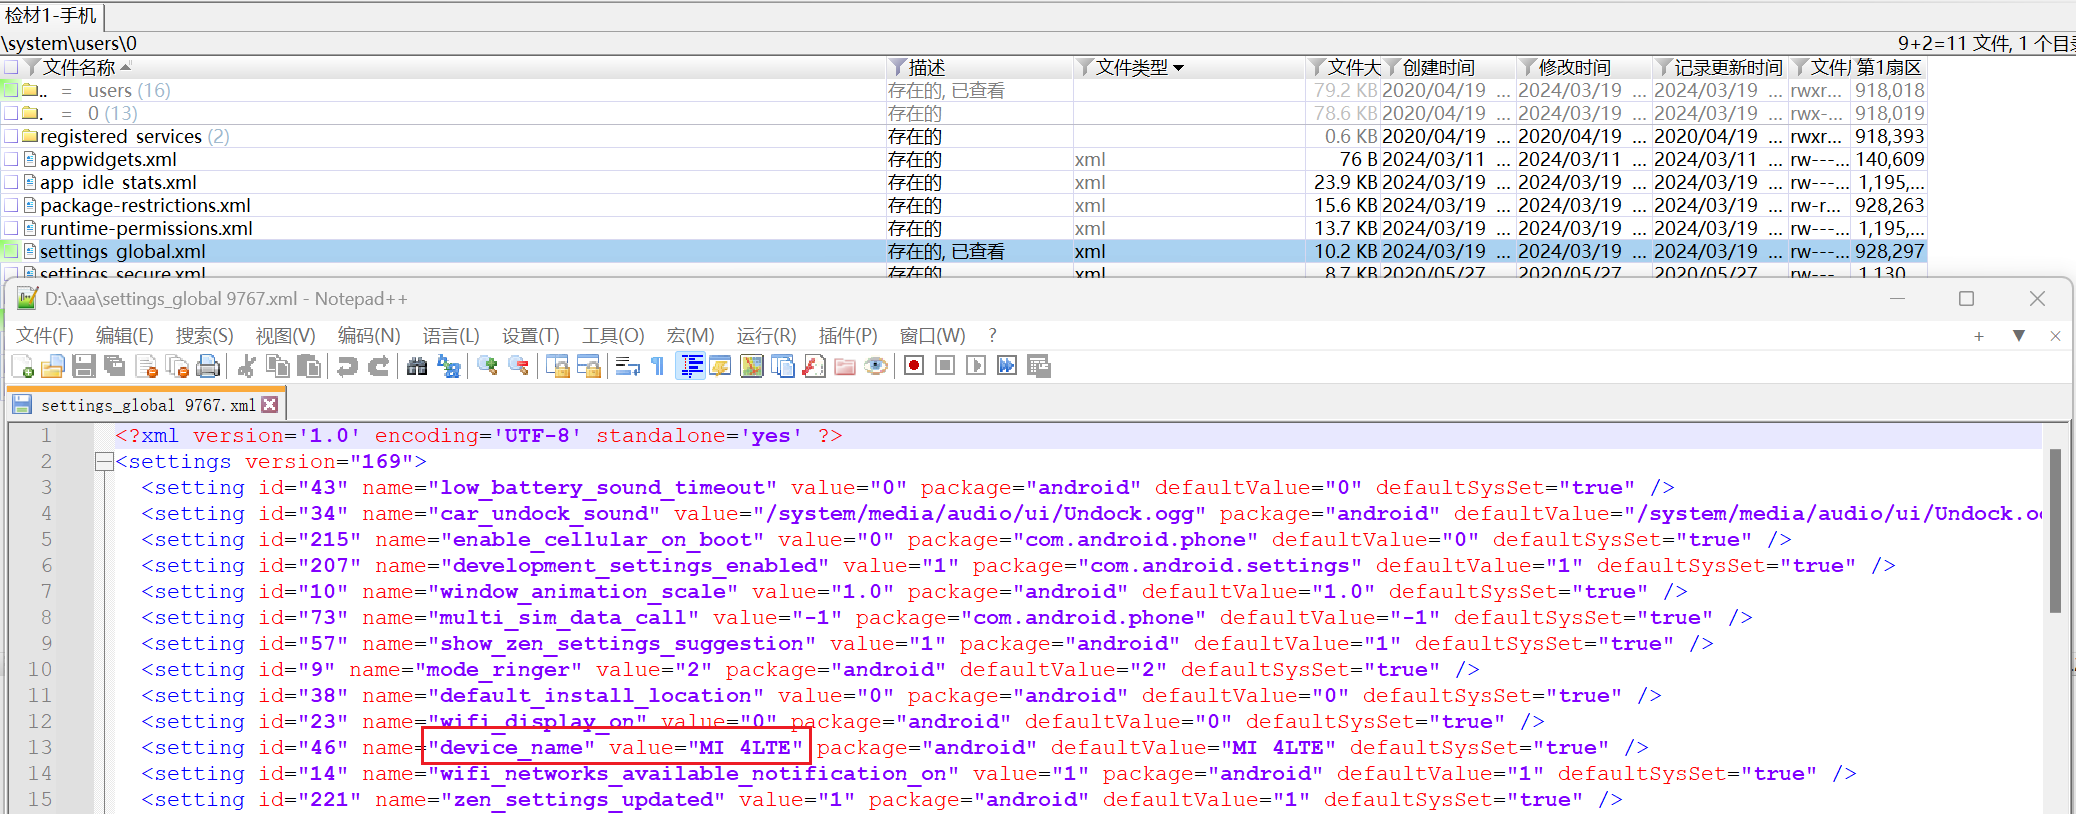 检材1-手机
\system\users\0
9+2=11 文件, 1 个目录
文件名称 描述 文件类型 文件大 创建时间 修改时间 记录更新时间 文件 第1扇区
.. = users (16) 存在的, 已查看 79.2 KB 2020/04/19 ... 2024/03/19 ... 2024/03/19 ... rwxr... 918,018
. = 0 (13) 存在的 78.6 KB 2020/04/19 ... 2024/03/19 ... 2024/03/19 ... rwx-... 918,019
registered_services (2) 存在的 0.6 KB 2020/04/19 ... 2020/04/19 ... 2020/04/19 ... rwxr... 918,393
appwidgets.xml 存在的 xml 76 B 2024/03/11 ... 2024/03/11 ... 2024/03/11 ... rw----... 140,609
app_idle_stats.xml 存在的 xml 23.9 KB 2024/03/19 ... 2024/03/19 ... 2024/03/19 ... rw----... 1,195,...
package-restrictions.xml 存在的 xml 15.6 KB 2024/03/19 ... 2024/03/19 ... 2024/03/19 ... rw-r... 928,263
runtime-permissions.xml 存在的 xml 13.7 KB 2024/03/19 ... 2024/03/19 ... 2024/03/19 ... rw----... 1,195,...
settings_global.xml 存在的, 已查看 xml 10.2 KB 2024/03/19 ... 2024/03/19 ... 2024/03/19 ... rw----... 928,297
settings_secure.xml 存在的 xml 8.7 KB 2020/05/27 2020/05/27 2020/05/27 rw---- 1,130
D:\aaa\settings_global 9767.xml - Notepad++
文件(F) 编辑(E) 搜索(S) 视图(V) 编码(N) 语言(L) 设置(T) 工具(O) 宏(M) 运行(R) 插件(P) 窗口(W) ?
settings_global 9767.xml
1 <?xml version='1.0' encoding='UTF-8' standalone='yes' ?>
2 <settings version="169">
3 <setting id="43" name="low_battery_sound_timeout" value="0" package="android" defaultValue="0" defaultSysSet="true" />
4 <setting id="34" name="car_undock_sound" value="/system/media/audio/ui/Undock.ogg" package="android" defaultValue="/system/media/audio/ui/Undock.og
5 <setting id="215" name="enable_cellular_on_boot" value="0" package="com.android.phone" defaultValue="0" defaultSysSet="true" />
6 <setting id="207" name="development_settings_enabled" value="1" package="com.android.settings" defaultValue="1" defaultSysSet="true" />
7 <setting id="10" name="window_animation_scale" value="1.0" package="android" defaultValue="1.0" defaultSysSet="true" />
8 <setting id="73" name="multi_sim_data_call" value="-1" package="com.android.phone" defaultValue="-1" defaultSysSet="true" />
9 <setting id="57" name="show_zen_settings_suggestion" value="1" package="android" defaultValue="1" defaultSysSet="true" />
10 <setting id="9" name="mode_ringer" value="2" package="android" defaultValue="2" defaultSysSet="true" />
11 <setting id="38" name="default_install_location" value="0" package="android" defaultValue="0" defaultSysSet="true" />
12 <setting id="23" name="wifi_display_on" value="0" package="android" defaultValue="0" defaultSysSet="true" />
13 <setting id="46" name="device_name" value="MI 4LTE" package="android" defaultValue="MI 4LTE" defaultSysSet="true" />
14 <setting id="14" name="wifi_networks_available_notification_on" value="1" package="android" defaultValue="1" defaultSysSet="true" />
15 <setting id="221" name="zen_settings_updated" value="1" package="android" defaultValue="1" defaultSysSet="true" />